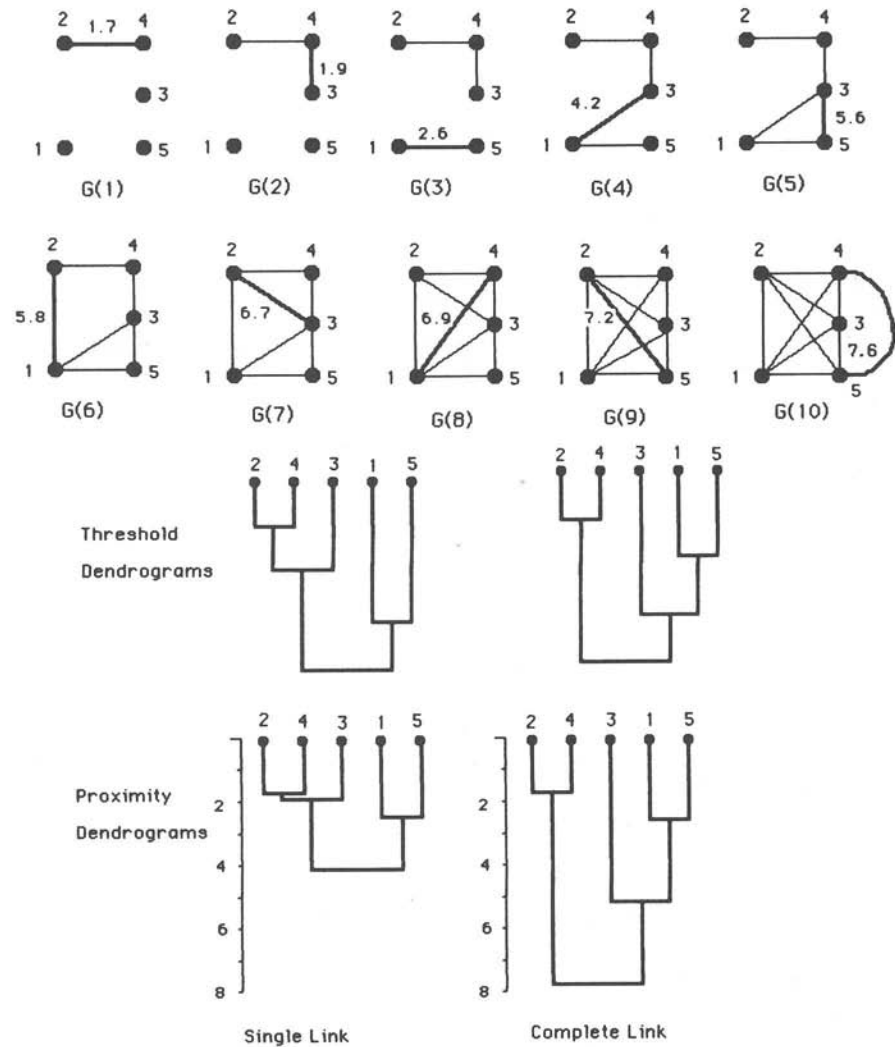 2 4 2 4 2 4 2 4 2 4
1.7
1.9
3 3 3 3 3
4.2
5.6
2.6
1 5 1 5 1 5 1 5 1 5
G(1) G(2) G(3) G(4) G(5)
2 4 2 4 2 4 2 4 2 4
5.8 3 6.7 3 6.9 3 7.2 3 3
7.6
1 5 1 5 1 5 1 5 1 5
G(6) G(7) G(8) G(9) G(10)
2 4 3 1 5 2 4 3 1 5
Threshold
Dendrograms
2 4 3 1 5 2 4 3 1 5
Proximity
Dendrograms
2 2
4 4
6 6
8 8
Single Link Complete Link